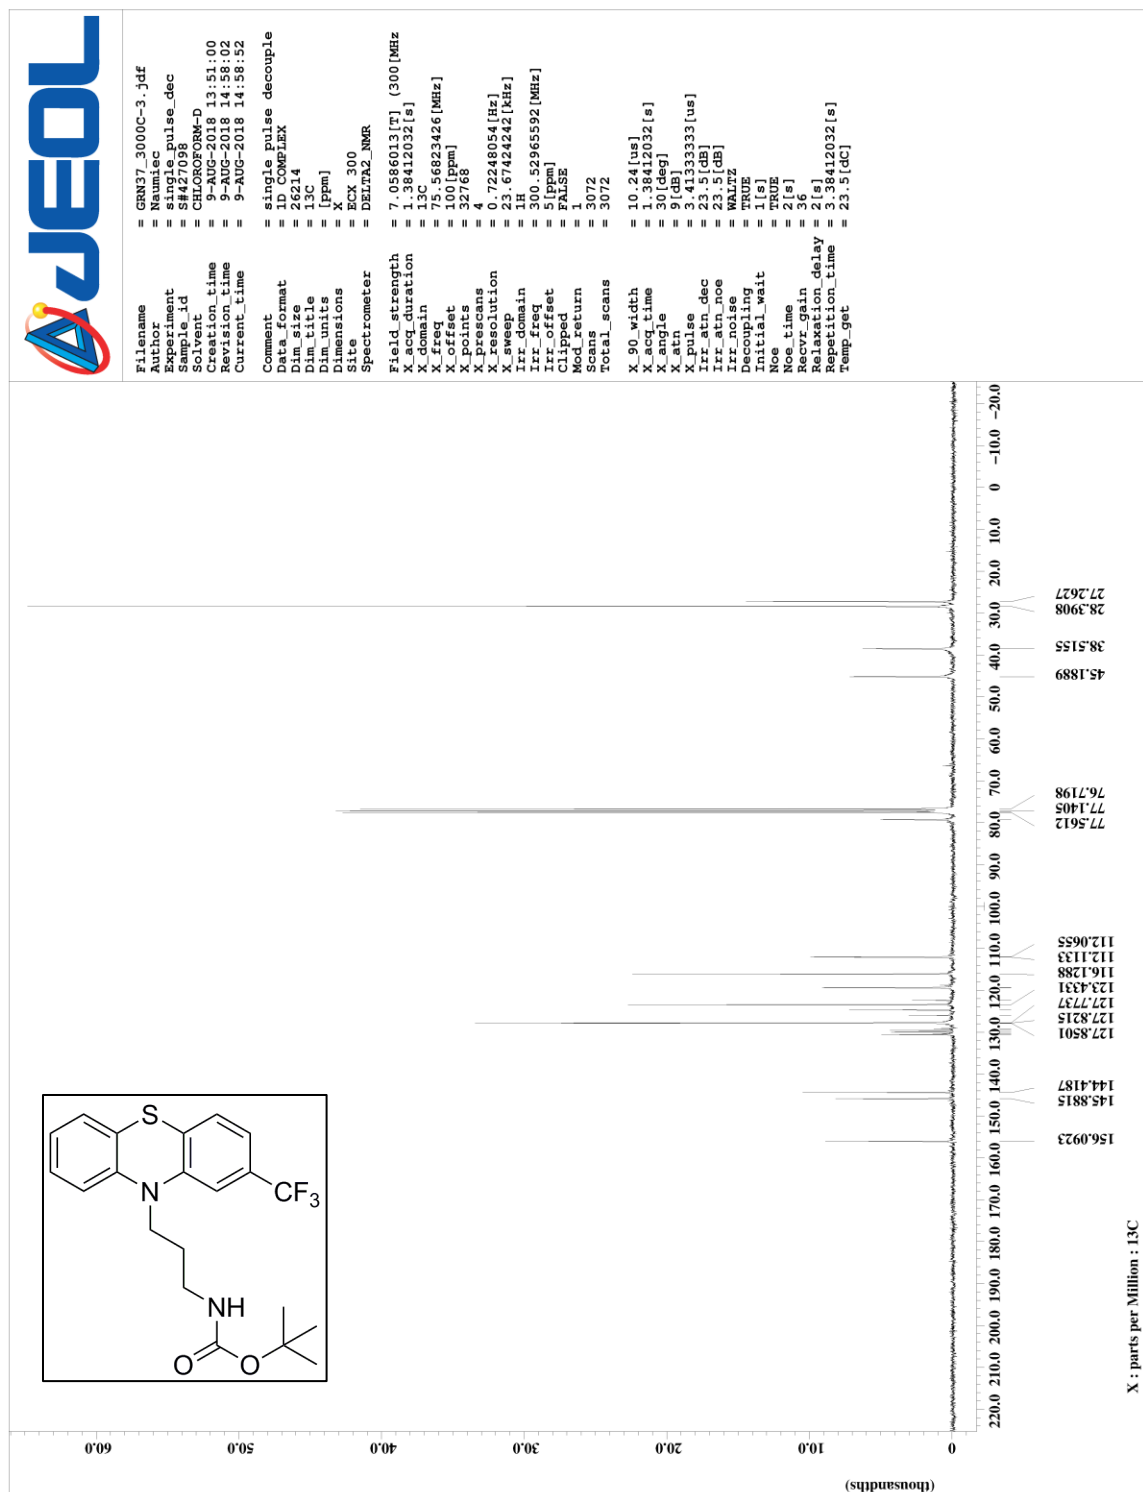 JEOL
Filename = GRN37_3000C-3.jdf
Author = Naumiec
Experiment = single_pulse_dec
Sample_id = S#427098
Solvent = CHLOROFORM-D
Creation_time = 9-AUG-2018 13:51:00
Revision_time = 9-AUG-2018 14:58:02
Current_time = 9-AUG-2018 14:58:52
Comment = single pulse decouple
Data_format = 1D COMPLEX
Dim_size = 26214
Dim_title = 13C
Dim_units = [ppm]
Dimensions = X
Site = ECX 300
Spectrometer = DELTA2_NMR
Field_strength = 7.0586013[T] (300[MHz
X_acq_duration = 1.38412032[s]
X_domain = 13C
X_freq = 75.56823426[MHz]
X_offset = 100[ppm]
X_points = 32768
X_prescans = 4
X_resolution = 0.72248054[Hz]
X_sweep = 23.67424242[kHz]
Irr_domain = 1H
Irr_freq = 300.52965592[MHz]
Irr_offset = 5[ppm]
Clipped = FALSE
Mod_return = 1
Scans = 3072
Total_scans = 3072
X_90_width = 10.24[us]
X_acq_time = 1.38412032[s]
X_angle = 30[deg]
X_atn = 9[dB]
X_pulse = 3.41333333[us]
Irr_atn_dec = 23.5[dB]
Irr_atn_noe = 23.5[dB]
Irr_noise = WALTZ
Decoupling = TRUE
Initial_wait = 1[s]
Noe = TRUE
Noe_time = 2[s]
Recvr_gain = 36
Relaxation_delay = 2[s]
Repetition_time = 3.38412032[s]
Temp_get = 23.5[dC]
(thousandths)
0 10.0 20.0 30.0 40.0 50.0 60.0
220.0 210.0 200.0 190.0 180.0 170.0 160.0 150.0 140.0 130.0 120.0 110.0 100.0 90.0 80.0 70.0 60.0 50.0 40.0 30.0 20.0 10.0 0 -10.0 -20.0
156.0923
145.8815
144.4187
127.8501
127.8215
127.7737
123.4331
116.1288
112.1133
112.0655
77.5612
77.1405
76.7198
45.1889
38.5155
28.3908
27.2627
X : parts per Million : 13C
S
N
CF3
NH
O
O